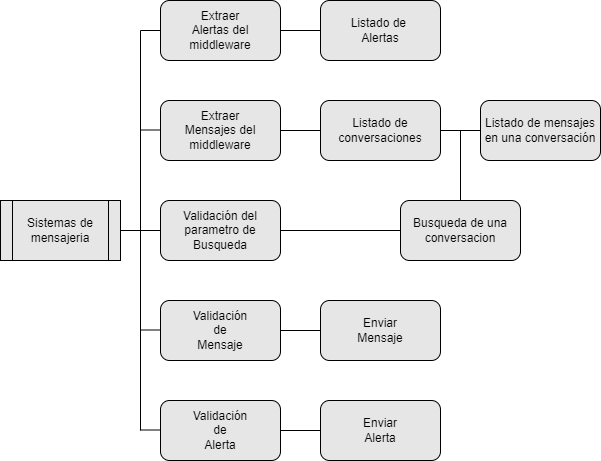 Extraer
Alertas del
middleware
Listado de
Alertas
Extraer
Mensajes del
middleware
Listado de
conversaciones
Listado de mensajes
en una conversación
Sistemas de
mensajeria
Validación del
parametro de
Busqueda
Busqueda de una
conversacion
Validación
de
Mensaje
Enviar
Mensaje
Validación
de
Alerta
Enviar
Alerta